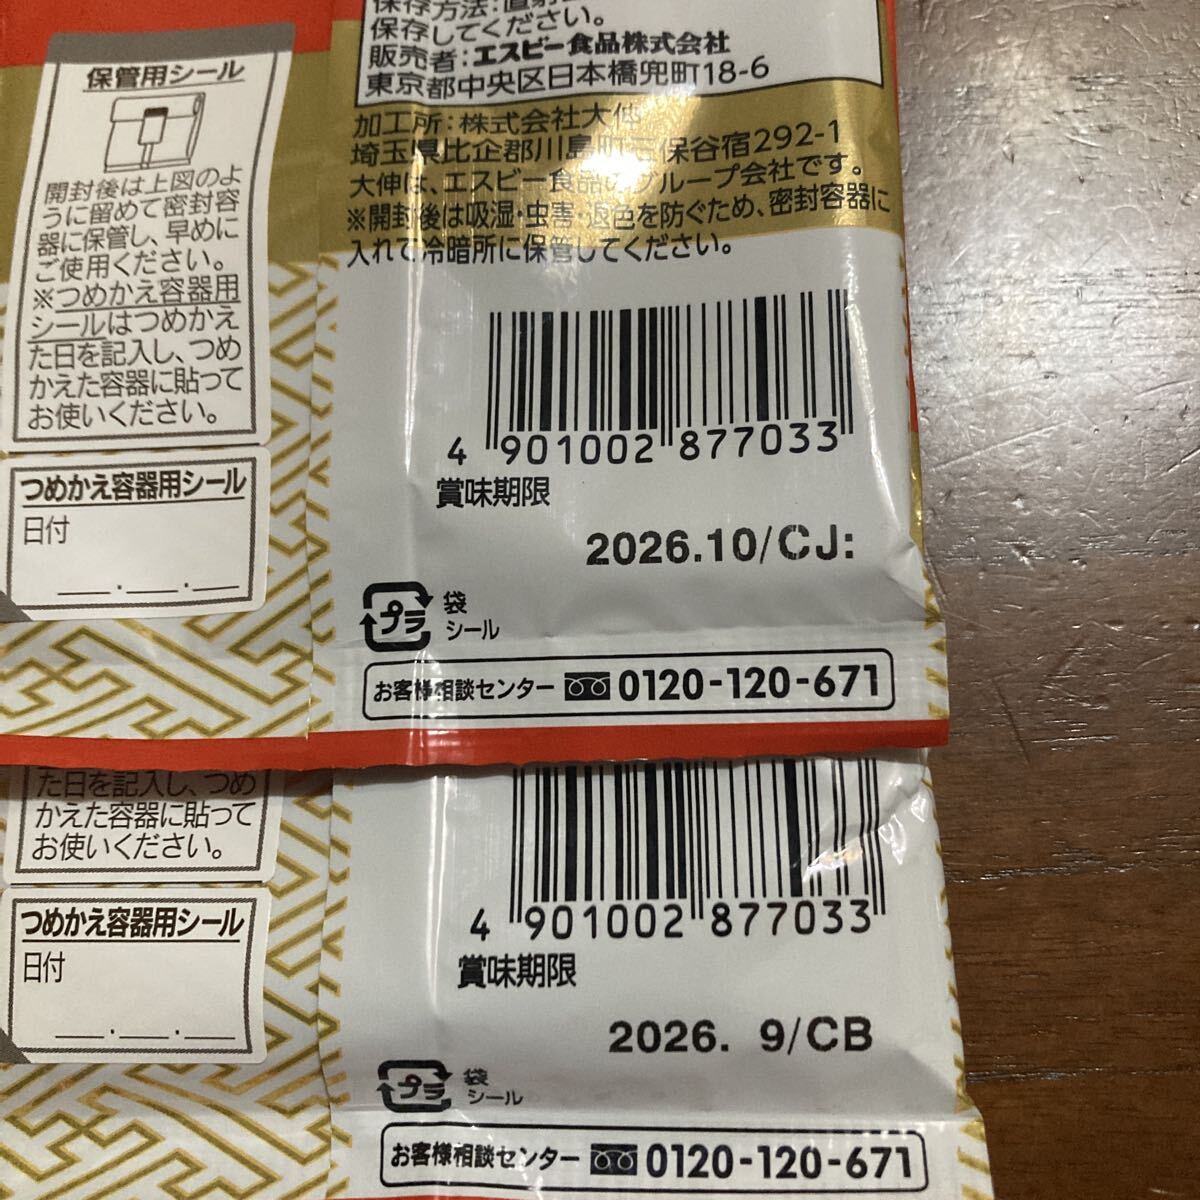 保存方法:直射
保存してください。
販売者:エスビー食品株式会社
東京都中央区日本橋兜町18-6
加工所:株式会社大伸
埼玉県比企郡川島町三保谷宿292-1
大伸は、エスビー食品のグループ会社です。
※開封後は吸湿・虫害・退色を防ぐため、密封容器に
入れて冷暗所に保管してください。
保管用シール
開封後は上図のよ
うに留めて密封容
器に保管し、早めに
ご使用ください。
※つめかえ容器用
シールはつめかえ
た日を記入し、つめ
かえた容器に貼って
お使いください。
つめかえ容器用シール
日付
4 901002 877033
賞味期限
2026.10/CJ:
プラ
袋
シール
お客様相談センター 0120-120-671
た日を記入し、つめ
かえた容器に貼って
お使いください。
つめかえ容器用シール
日付
4 901002 877033
賞味期限
2026. 9/CB
プラ
袋
シール
お客様相談センター 0120-120-671